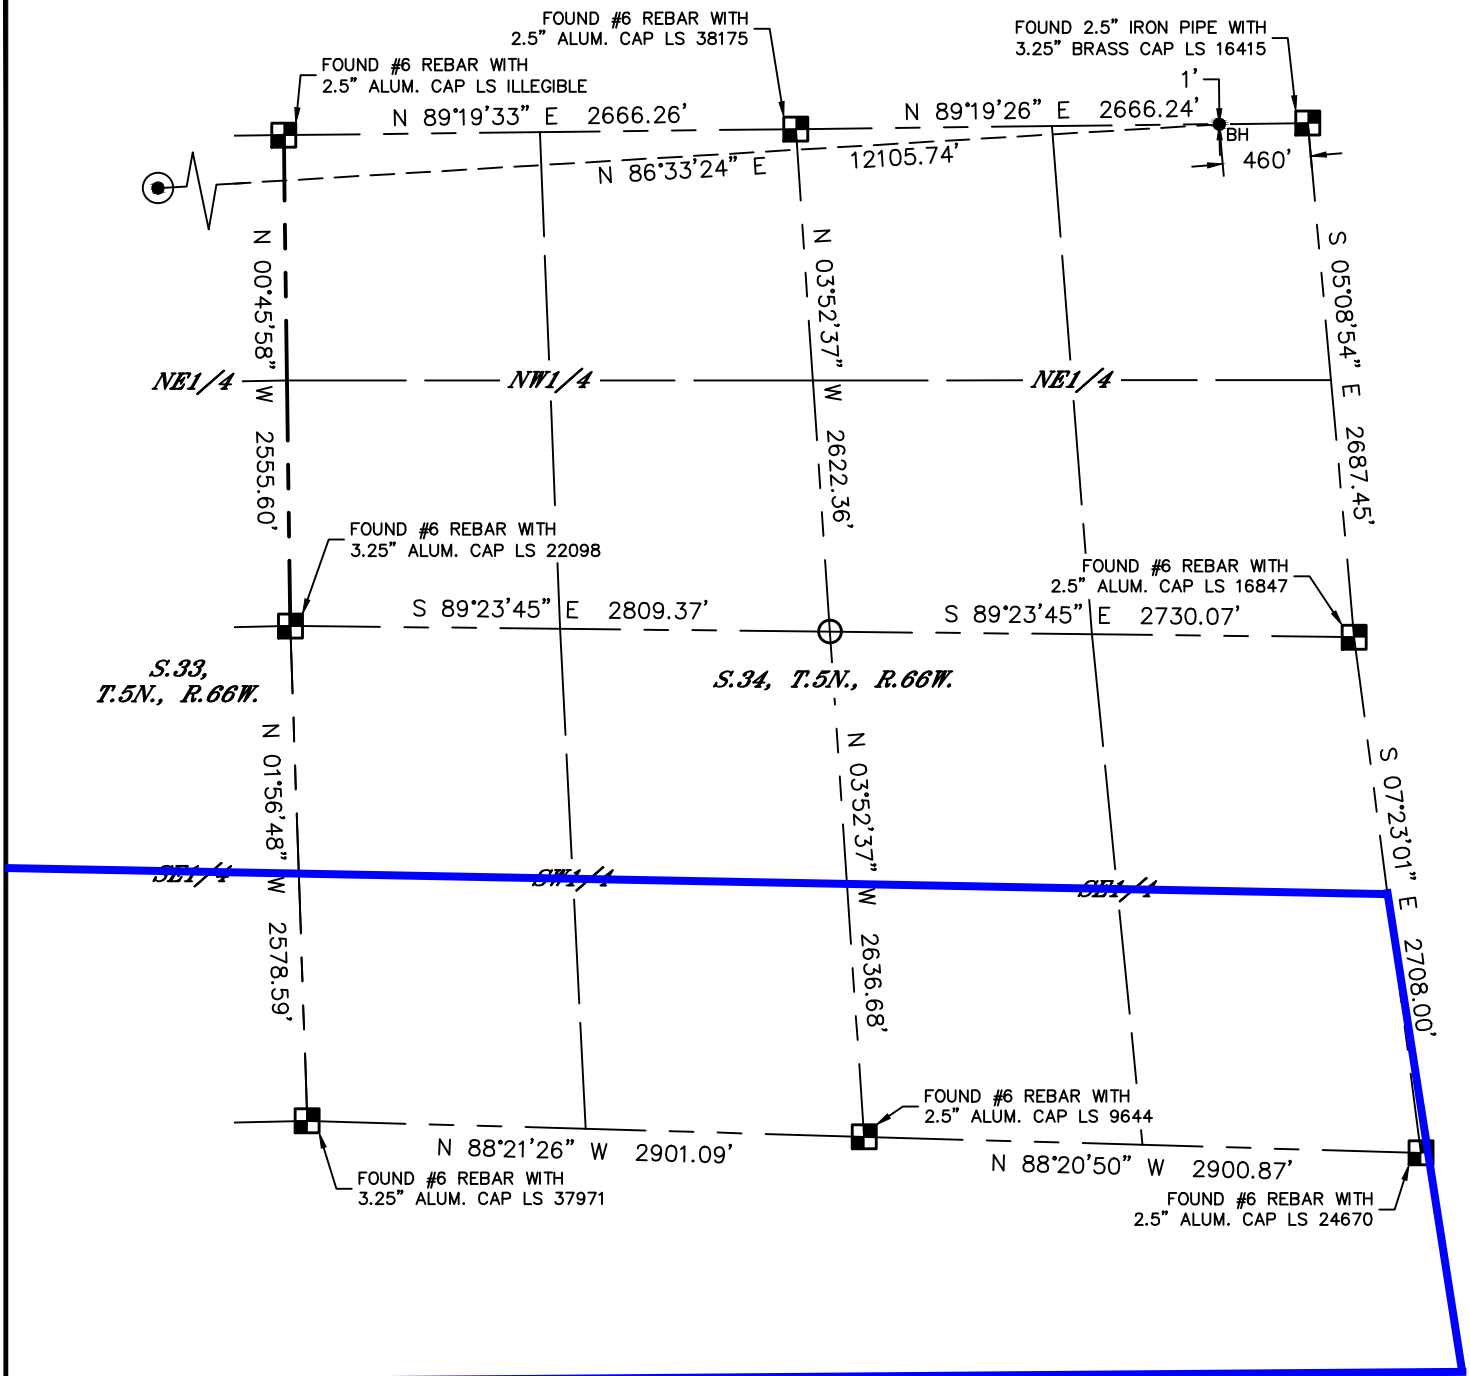 FOUND #6 REBAR WITH
2.5" ALUM. CAP LS 38175
FOUND 2.5" IRON PIPE WITH
3.25" BRASS CAP LS 16415
FOUND #6 REBAR WITH
2.5" ALUM. CAP LS ILLEGIBLE
1'
N 89°19'33" E 2666.26'
N 89°19'26" E 2666.24'
BH
460'
N 86°33'24" E 12105.74'
N 00°45'58" W 2555.60'
N 03°52'37" W 2622.36'
S 05°08'54" E 2687.45'
NE1/4
NW1/4
NE1/4
FOUND #6 REBAR WITH
3.25" ALUM. CAP LS 22098
FOUND #6 REBAR WITH
2.5" ALUM. CAP LS 16847
S 89°23'45" E 2809.37'
S 89°23'45" E 2730.07'
S.33,
T.5N., R.66W.
S.34, T.5N., R.66W.
N 01°56'48" W 2578.59'
N 03°52'37" W 2636.68'
S 07°23'01" E 2708.00'
SE1/4
SW1/4
SE1/4
FOUND #6 REBAR WITH
2.5" ALUM. CAP LS 9644
N 88°21'26" W 2901.09'
N 88°20'50" W 2900.87'
FOUND #6 REBAR WITH
3.25" ALUM. CAP LS 37971
FOUND #6 REBAR WITH
2.5" ALUM. CAP LS 24670